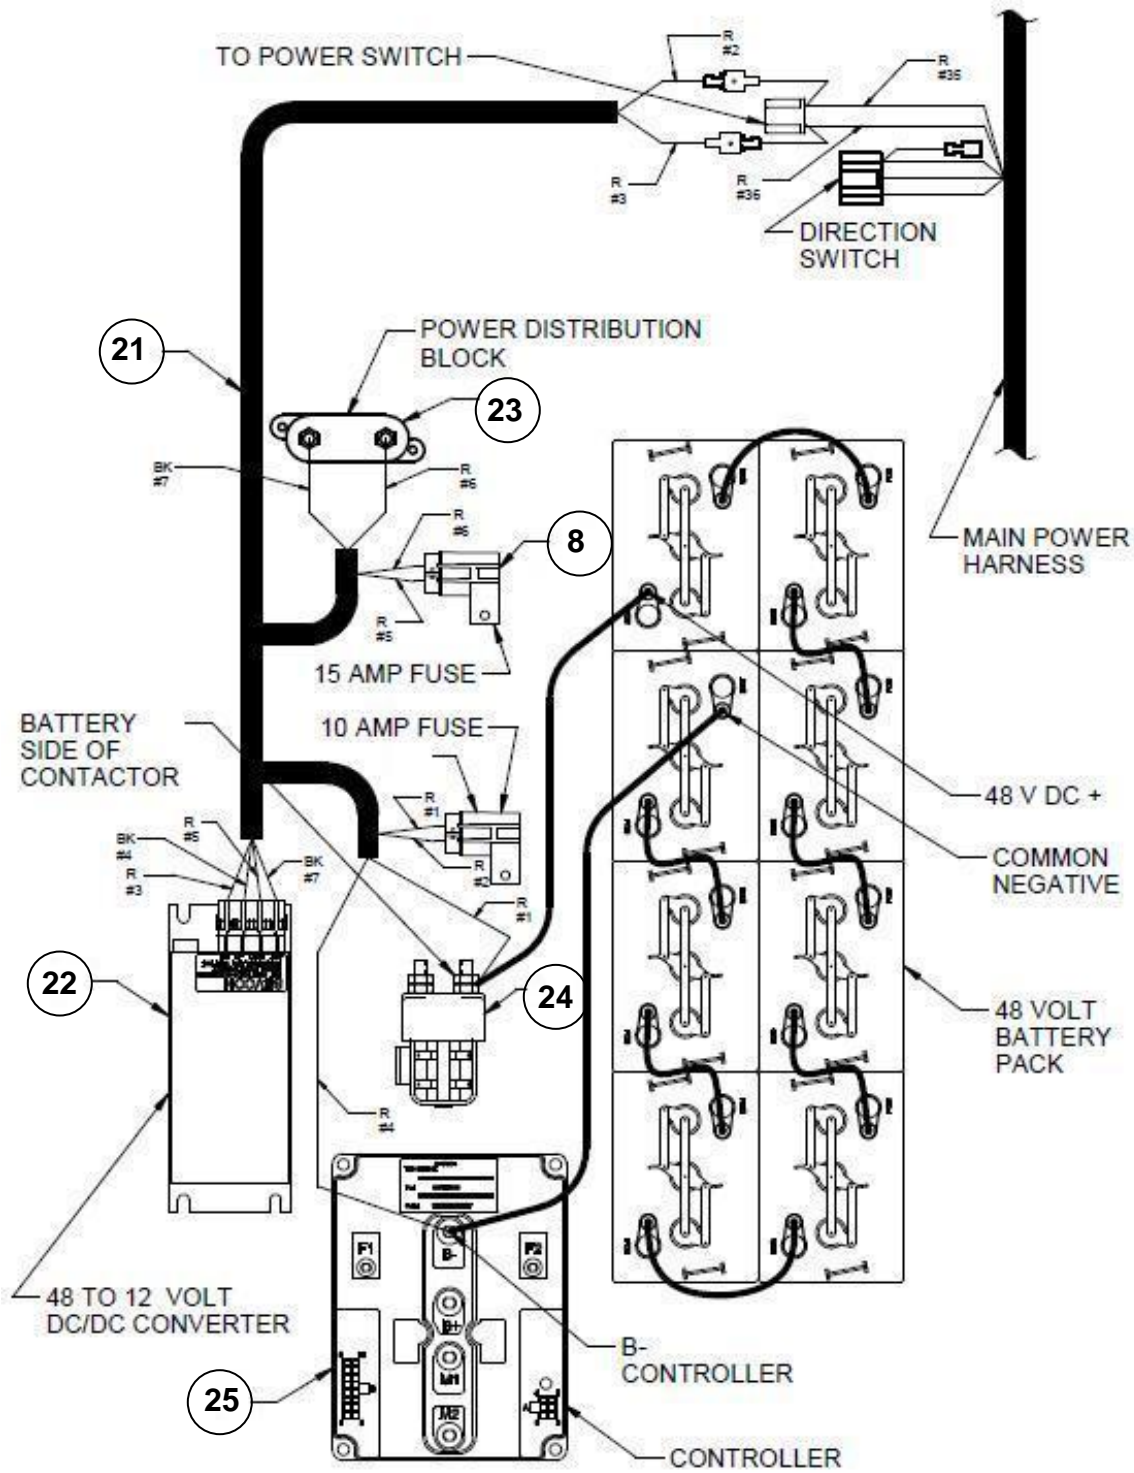 TO POWER SWITCH
R
#2
R
#36
R
#3
R
#36
DIRECTION
SWITCH
21
POWER DISTRIBUTION
BLOCK
23
BK
#7
R
#6
R
#6
8
R
#5
15 AMP FUSE
MAIN POWER
HARNESS
BATTERY
SIDE OF
CONTACTOR
10 AMP FUSE
R
#1
R
#2
48 V DC +
COMMON
NEGATIVE
R
#5
BK
#4
R
#3
BK
#7
R
#1
22
24
48 VOLT
BATTERY
PACK
R
#4
F1
B-
F2
B+
M1
M2
A
B
48 TO 12 VOLT
DC/DC CONVERTER
B-
CONTROLLER
25
CONTROLLER